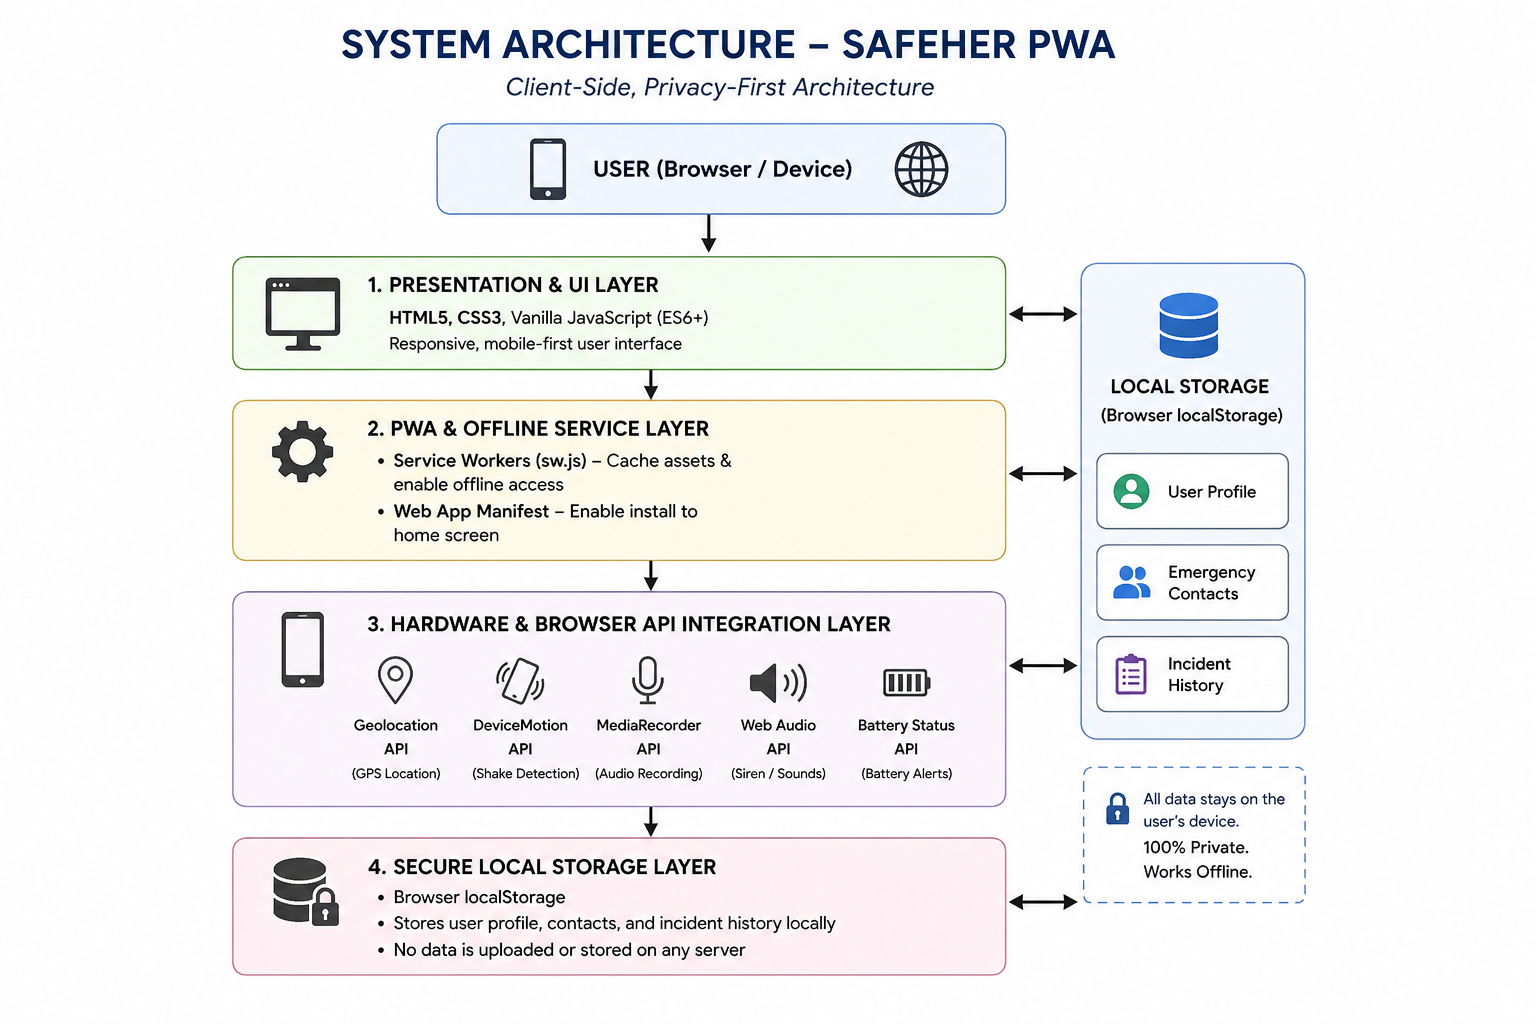 SYSTEM ARCHITECTURE – SAFEHER PWA
Client-Side, Privacy-First Architecture
USER (Browser / Device)
1. PRESENTATION & UI LAYER
HTML5, CSS3, Vanilla JavaScript (ES6+)
Responsive, mobile-first user interface
2. PWA & OFFLINE SERVICE LAYER
• Service Workers (sw.js) – Cache assets &
enable offline access
• Web App Manifest – Enable install to
home screen
3. HARDWARE & BROWSER API INTEGRATION LAYER
Geolocation
API
(GPS Location)
DeviceMotion
API
(Shake Detection)
MediaRecorder
API
(Audio Recording)
Web Audio
API
(Siren / Sounds)
Battery Status
API
(Battery Alerts)
4. SECURE LOCAL STORAGE LAYER
• Browser localStorage
• Stores user profile, contacts, and incident history locally
• No data is uploaded or stored on any server
LOCAL STORAGE
(Browser localStorage)
User Profile
Emergency
Contacts
Incident
History
All data stays on the
user's device.
100% Private.
Works Offline.